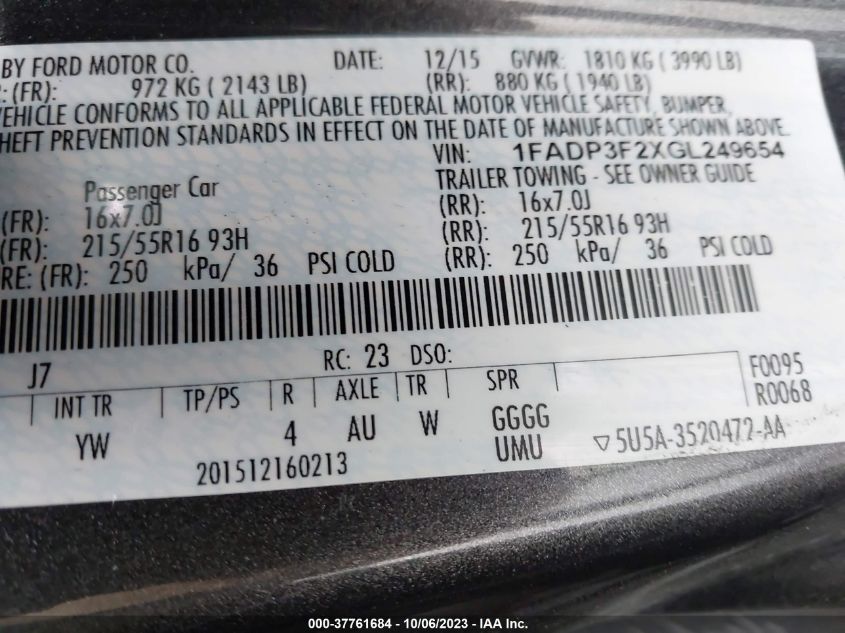 BY FORD MOTOR CO. DATE: 12/15 GVWR: 1810 KG ( 3990 LB)
(FR): 972 KG ( 2143 LB) (RR): 880 KG ( 1940 LB)
VEHICLE CONFORMS TO ALL APPLICABLE FEDERAL MOTOR VEHICLE SAFETY, BUMPER,
THEFT PREVENTION STANDARDS IN EFFECT ON THE DATE OF MANUFACTURE SHOWN ABOVE.
VIN: 1FADP3F2XGL249654
Passenger Car TRAILER TOWING - SEE OWNER GUIDE
(FR): 16x7.0J (RR): 16x7.0J
(FR): 215/55R16 93H (RR): 215/55R16 93H
RE: (FR): 250 kPa/ 36 PSI COLD (RR): 250 kPa/ 36 PSI COLD
J7 RC: 23 DSO:
INT TR TP/PS R AXLE TR SPR F0095
R0068
YW 4 AU W GGGG
UMU ▽5U5A-3520472-AA
201512160213
000-37761684 - 10/06/2023 - IAAI.com